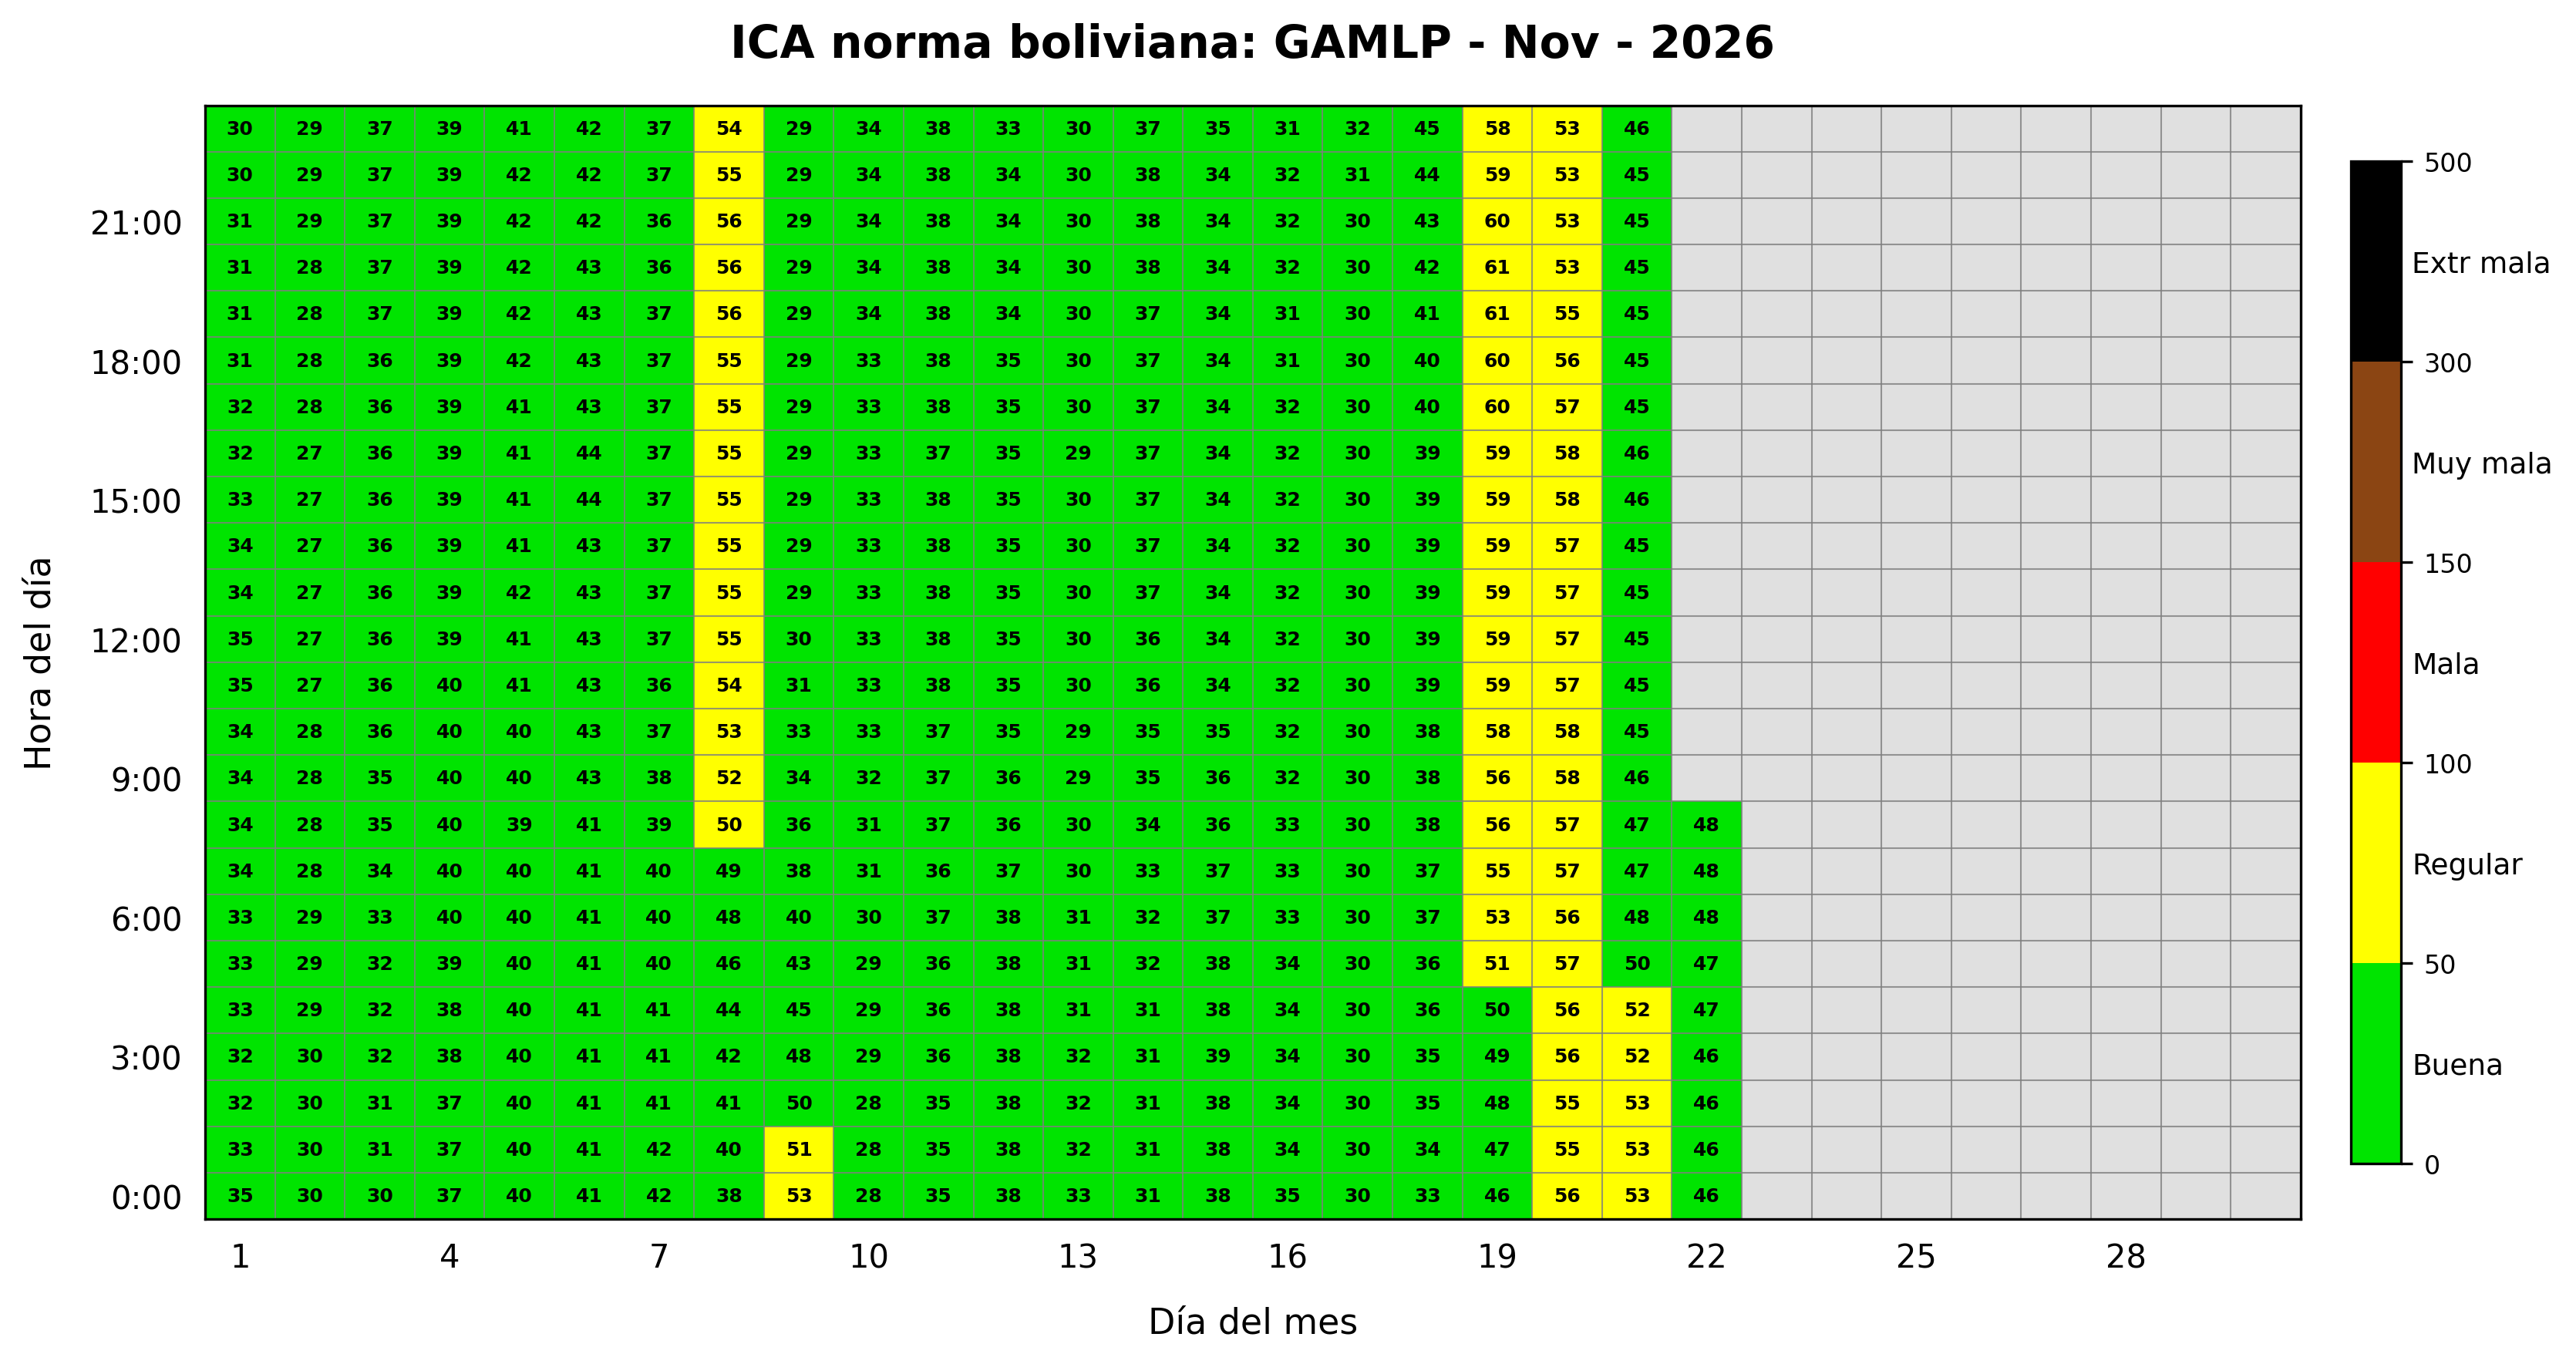 ICA norma boliviana: GAMLP - Nov - 2026
30 29 37 39 41 42 37 54 29 34 38 33 30 37 35 31 32 45 58 53 46
30 29 37 39 42 42 37 55 29 34 38 34 30 38 34 32 31 44 59 53 45
21:00 31 29 37 39 42 42 36 56 29 34 38 34 30 38 34 32 30 43 60 53 45
31 28 37 39 42 43 36 56 29 34 38 34 30 38 34 32 30 42 61 53 45
31 28 37 39 42 43 37 56 29 34 38 34 30 37 34 31 30 41 61 55 45
18:00 31 28 36 39 42 43 37 55 29 33 38 35 30 37 34 31 30 40 60 56 45
32 28 36 39 41 43 37 55 29 33 38 35 30 37 34 32 30 40 60 57 45
32 27 36 39 41 44 37 55 29 33 37 35 29 37 34 32 30 39 59 58 46
15:00 33 27 36 39 41 44 37 55 29 33 38 35 30 37 34 32 30 39 59 58 46
34 27 36 39 41 43 37 55 29 33 38 35 30 37 34 32 30 39 59 57 45
34 27 36 39 42 43 37 55 29 33 38 35 30 37 34 32 30 39 59 57 45
12:00 35 27 36 39 41 43 37 55 30 33 38 35 30 36 34 32 30 39 59 57 45
35 27 36 40 41 43 36 54 31 33 38 35 30 36 34 32 30 39 59 57 45
34 28 36 40 40 43 37 53 33 33 37 35 29 35 35 32 30 38 58 58 45
9:00 34 28 35 40 40 43 38 52 34 32 37 36 29 35 36 32 30 38 56 58 46
34 28 35 40 39 41 39 50 36 31 37 36 30 34 36 33 30 38 56 57 47 48
34 28 34 40 40 41 40 49 38 31 36 37 30 33 37 33 30 37 55 57 47 48
6:00 33 29 33 40 40 41 40 48 40 30 37 38 31 32 37 33 30 37 53 56 48 48
33 29 32 39 40 41 40 46 43 29 36 38 31 32 38 34 30 36 51 57 50 47
33 29 32 38 40 41 41 44 45 29 36 38 31 31 38 34 30 36 50 56 52 47
3:00 32 30 32 38 40 41 41 42 48 29 36 38 32 31 39 34 30 35 49 56 52 46
32 30 31 37 40 41 41 41 50 28 35 38 32 31 38 34 30 35 48 55 53 46
33 30 31 37 40 41 42 40 51 28 35 38 32 31 38 34 30 34 47 55 53 46
0:00 35 30 30 37 40 41 42 38 53 28 35 38 33 31 38 35 30 33 46 56 53 46
1 4 7 10 13 16 19 22 25 28
Día del mes
Hora del día
500
Extr mala
300
Muy mala
150
Mala
100
Regular
50
Buena
0